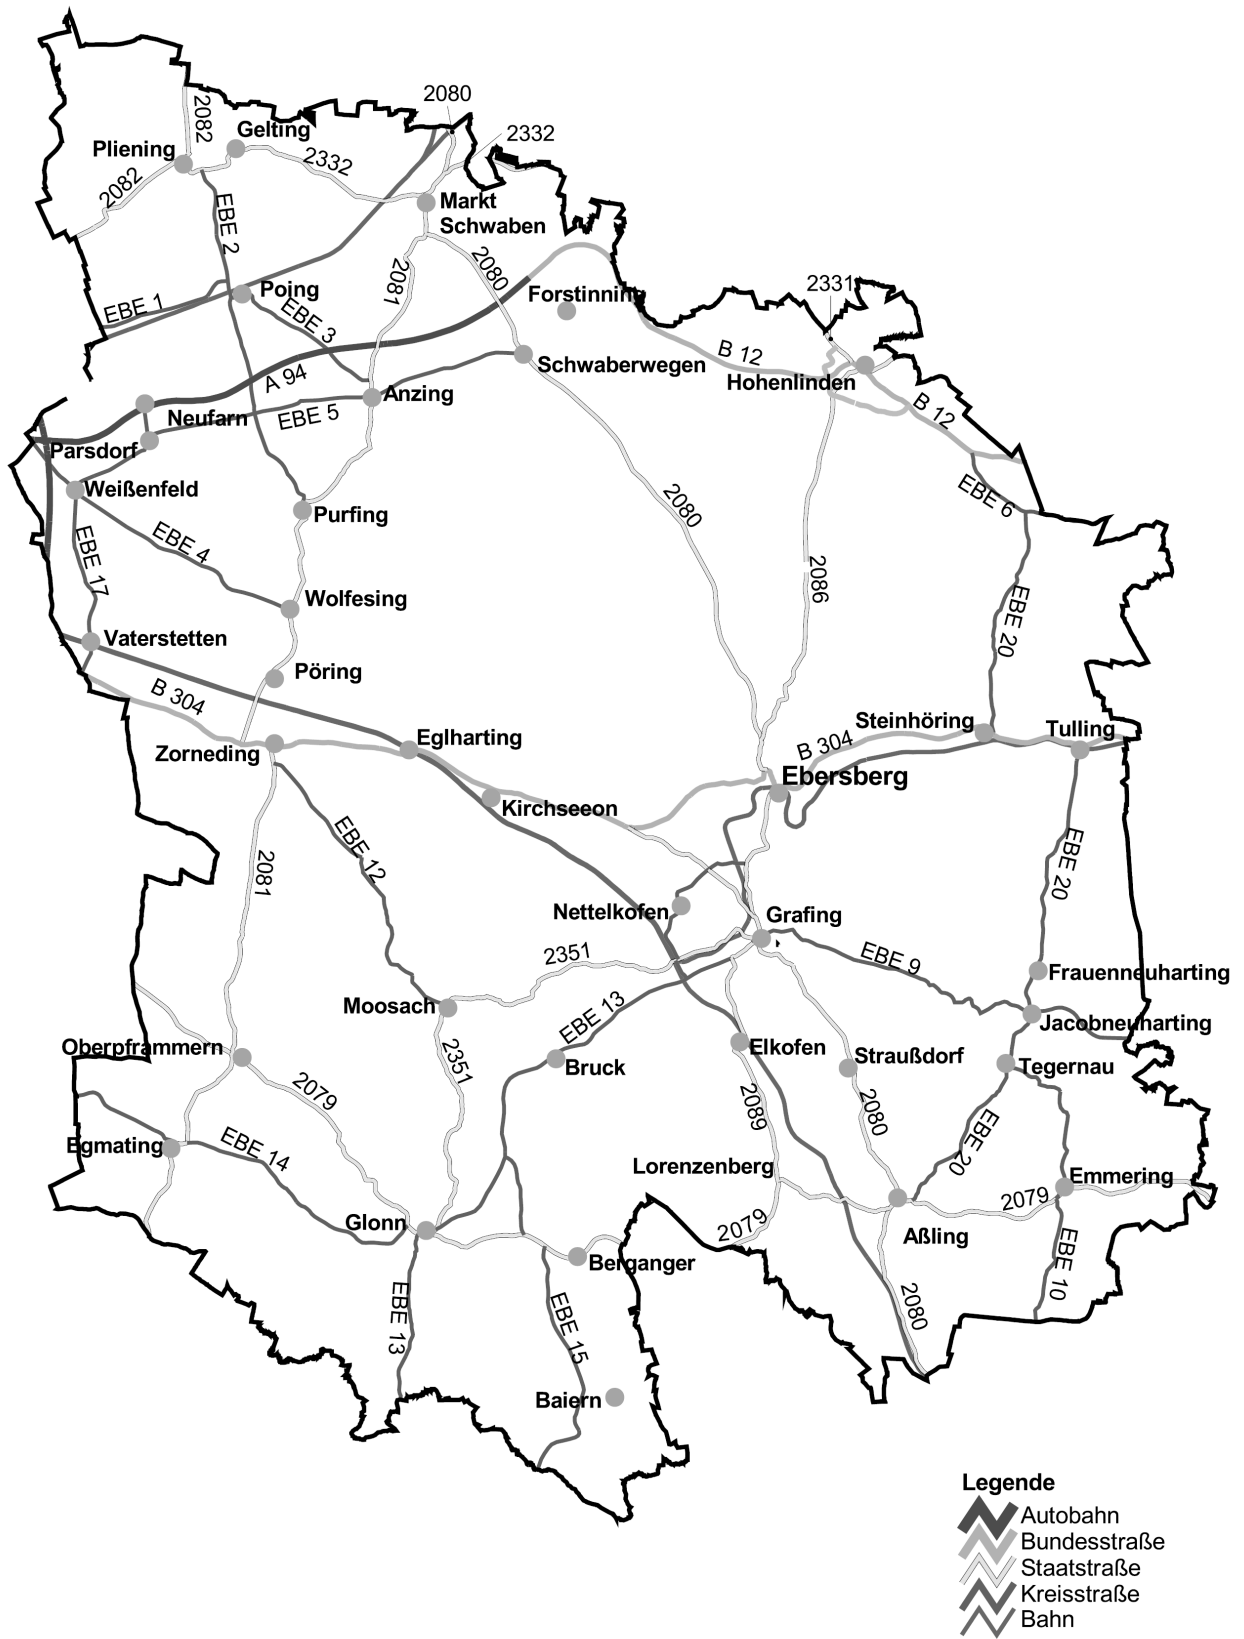 2080
2082
Gelting
2332
Pliening
2332
2082
Markt
Schwaben
EBE 2
2081
2080
Poing
EBE 1
EBE 3
Forstinning
2331
B 12
Schwaberwegen
Hohenlinden
A 94
Anzing
B 12
Neufarn
EBE 5
Parsdorf
Weißenfeld
EBE 6
Purfing
2080
EBE 4
EBE 17
2086
Wolfesing
EBE 20
Vaterstetten
Pöring
B 304
Steinhöring
Tulling
Eglharting
B 304
Zorneding
Ebersberg
Kirchseeon
EBE 12
2081
EBE 20
Nettelkofen
Grafing
2351
EBE 9
Frauenneuharting
Moosach
EBE 13
Jacobneuharting
Oberpframmern
2351
Elkofen
Straußdorf
Bruck
Tegernau
2079
2089
2080
Egmating
EBE 14
EBE 20
Lorenzenberg
Emmering
2079
Glonn
2079
Aßling
Berganger
EBE 10
EBE 13
EBE 15
2080
Baiern
Legende
Autobahn
Bundesstraße
Staatstraße
Kreisstraße
Bahn